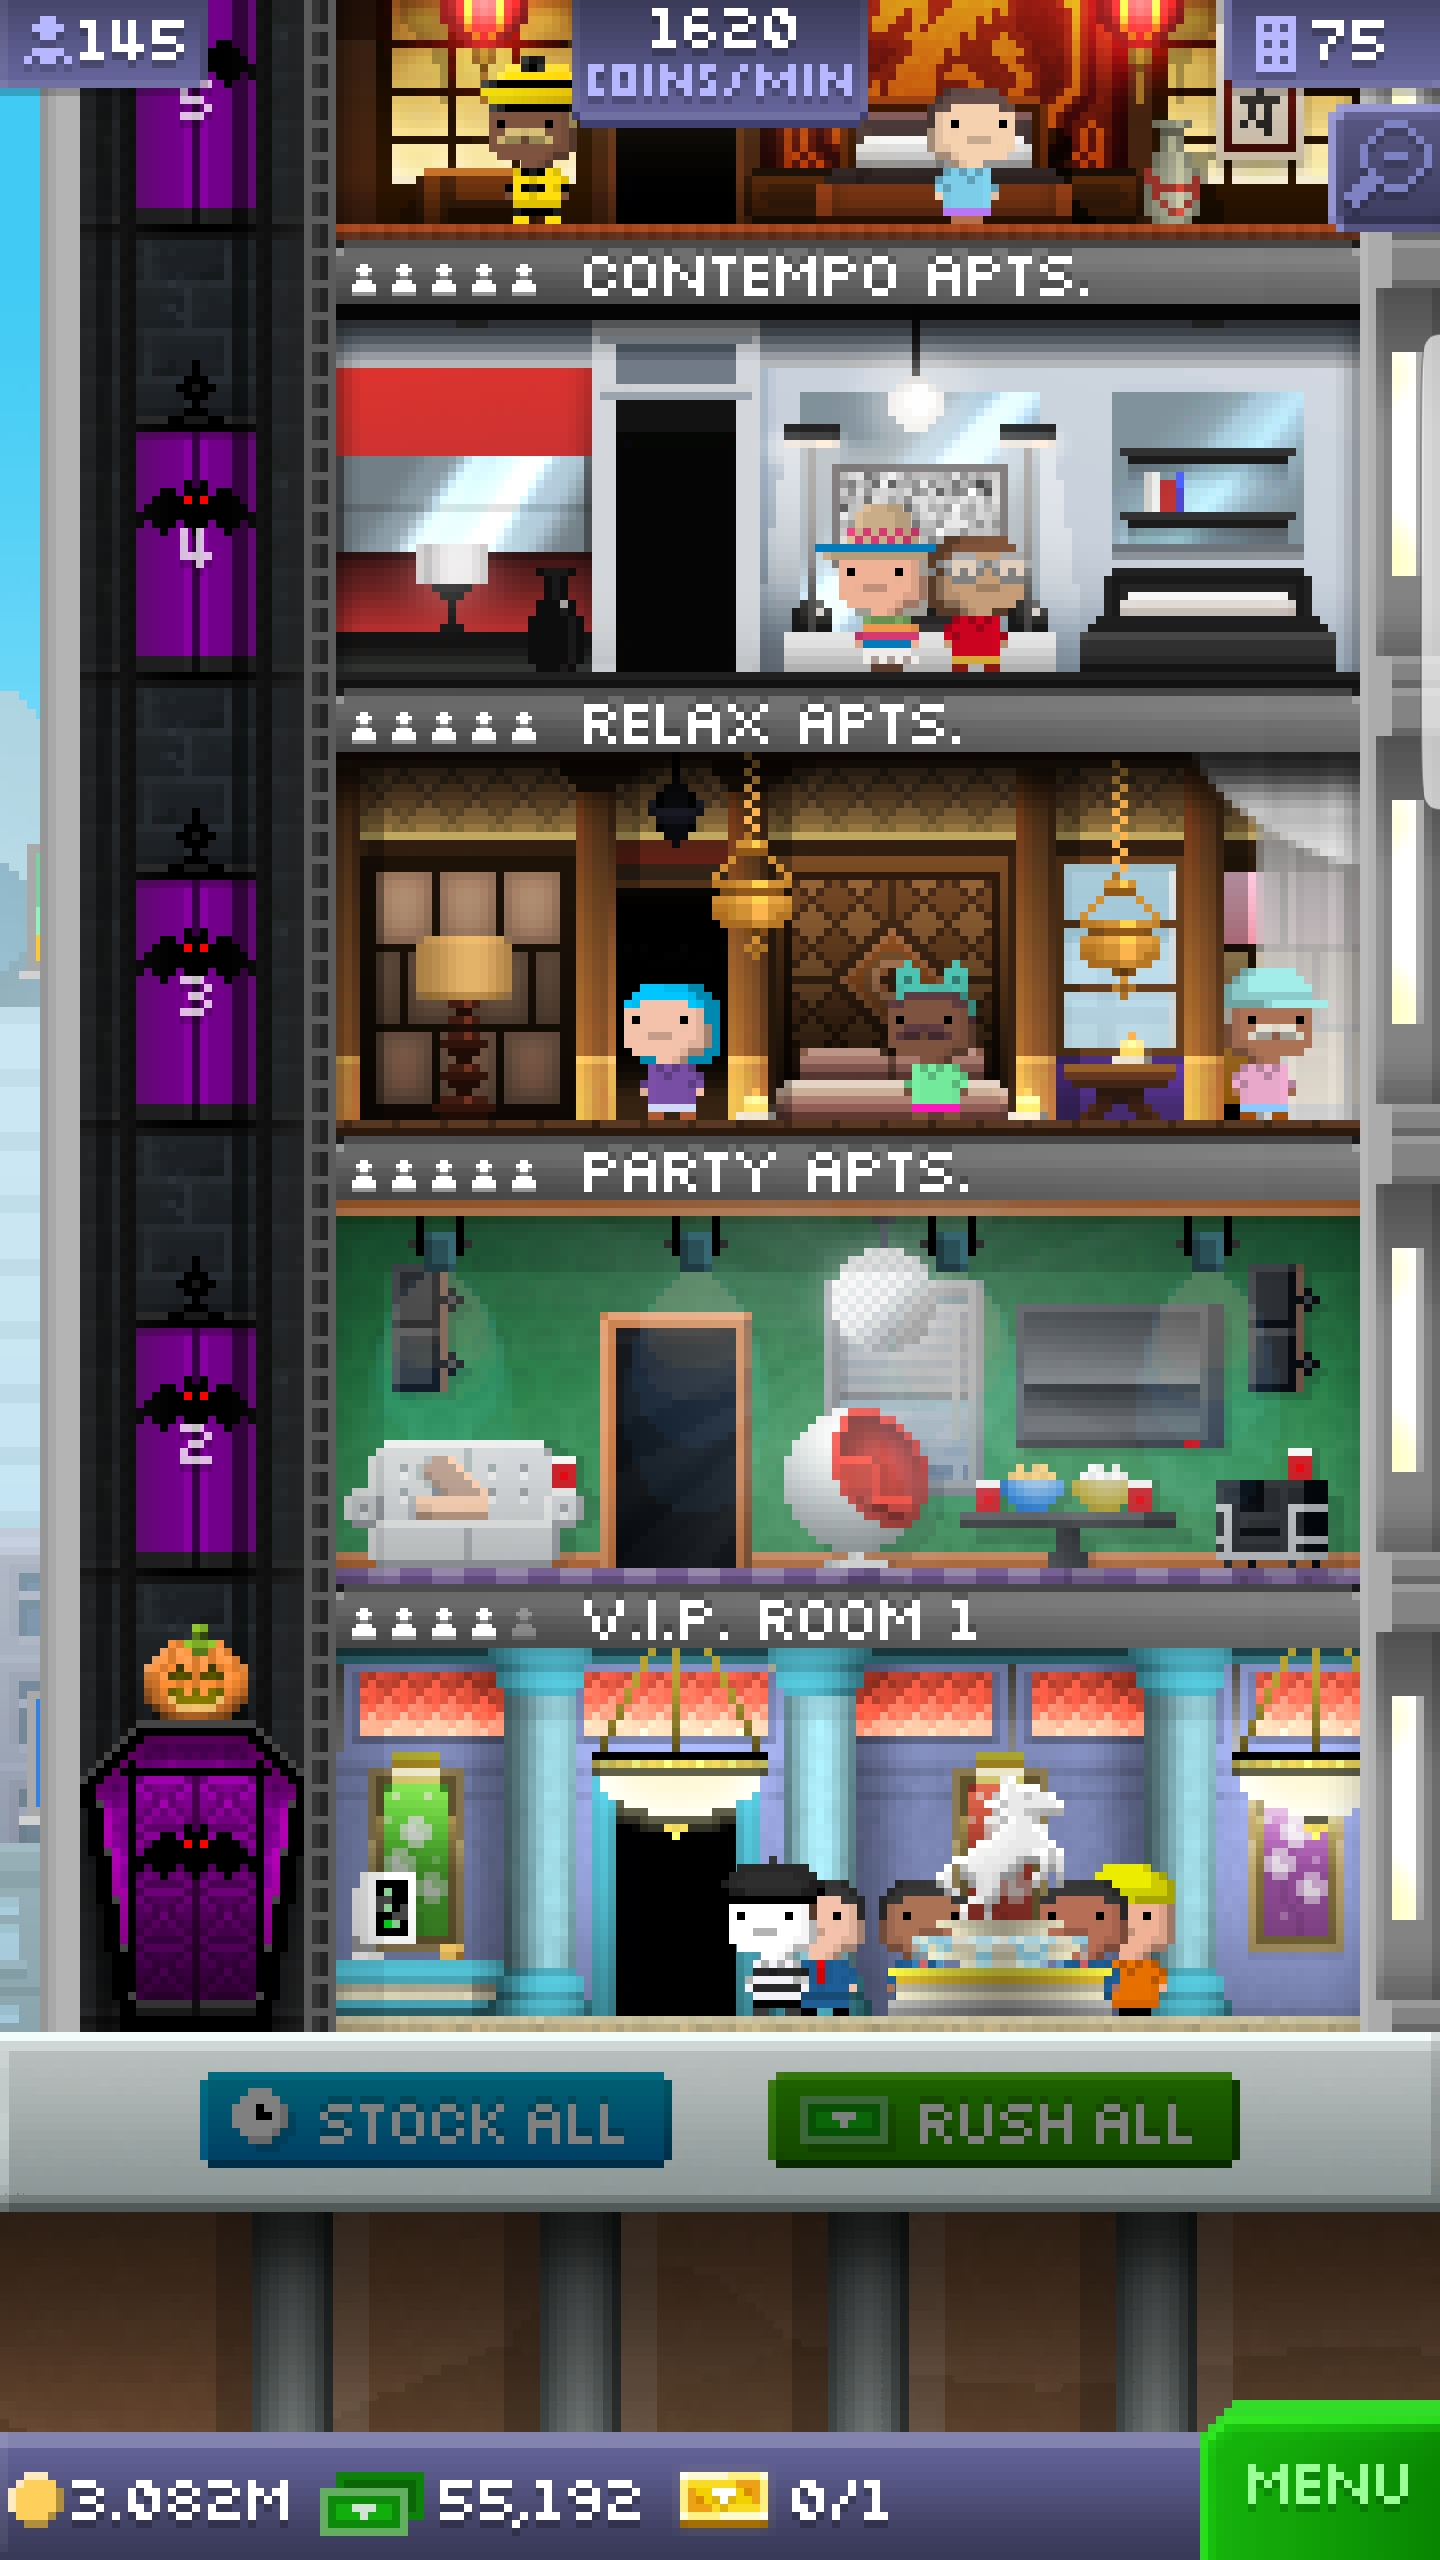 145
1620
COINS/MIN
75
5
CONTEMPO APTS.
4
RELAX APTS.
3
PARTY APTS.
2
V.I.P. ROOM 1
STOCK ALL
RUSH ALL
3.082M
55,192
0/1
MENU